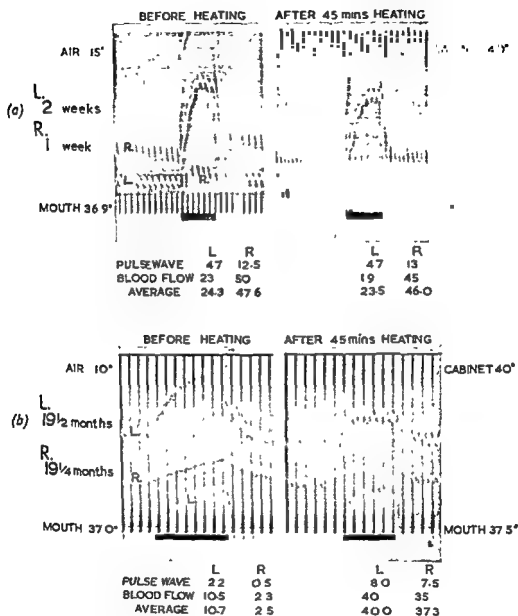 BEFORE HEATING AFTER 45 mins HEATING
AIR 15°
(a) L. 2 weeks
R. 1 week
R.
L. R.
MOUTH 36.9°
L R L R
PULSEWAVE 4.7 12.5 4.7 13
BLOOD FLOW 23 50 19 45
AVERAGE 24.3 47.6 23.5 46.0
BEFORE HEATING AFTER 45 mins HEATING
AIR 10° CABINET 40°
(b) L. 19½ months
L.
R. 19¼ months
R.
L.
MOUTH 37.0° MOUTH 37.5°
L R L R
PULSE WAVE 2.2 0.5 8.0 7.5
BLOOD FLOW 10.5 2.3 40 35
AVERAGE 10.7 2.5 40.0 37.3